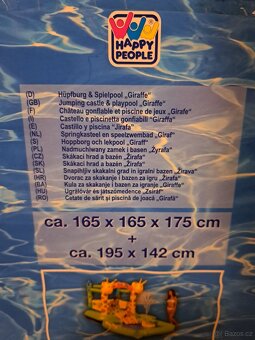 HAPPY
PEOPLE
(D) Hüpfburg & Spielpool „Giraffe“
(GB) Jumping castle & playpool „Giraffe“
(F) Château gonflable et piscine de jeux „Girafe“
(I) Castello e piscinetta gonfiabili „Giraffa“
(E) Castillo y piscina "Jirafa"
(NL) Springkasteel en speelzwembad „Giraf“
(S) Hoppborg och lekpool „Giraff“
(PL) Nadmuchiwany zamek i basen „Żyrafa“
(CZ) Skákací hrad a bazén „Žirafa“
(SK) Skákací hrad a bazén „Žirafa“
(SL) Snapihljiv skakalni grad in igralni bazen „Žirava“
(HR) Dvorac za skakanje i bazen za igru „Žirafa“
(BA) Kula za skakanje i bazen za igranje „Giraffe“
(HU) Ugrálóvár és játszómedence „Zsiráf“
(RO) Cetate de sărit şi piscină de joacă „Girafă“
ca. 165 x 165 x 175 cm
+
ca. 195 x 142 cm